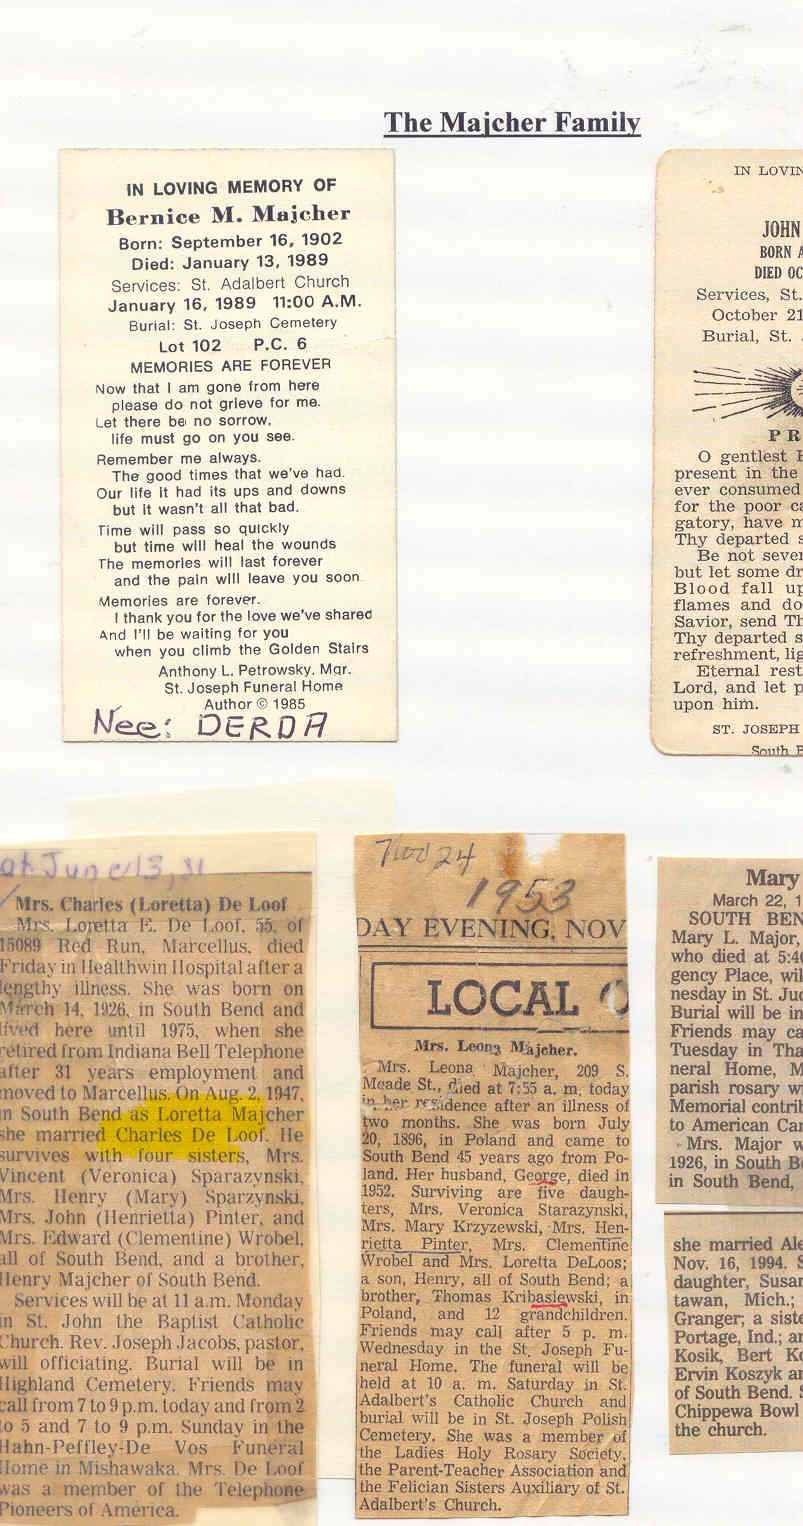 The Majcher Family
IN LOVING MEMORY OF
Bernice M. Majcher
Born: September 16, 1902
Died: January 13, 1989
Services: St. Adalbert Church
January 16, 1989 11:00 A.M.
Burial: St. Joseph Cemetery
Lot 102 P.C. 6
MEMORIES ARE FOREVER
Now that I am gone from here
please do not grieve for me.
Let there be no sorrow,
life must go on you see.
Remember me always.
The good times that we've had.
Our life it had its ups and downs
but it wasn't all that bad.
Time will pass so quickly
but time will heal the wounds
The memories will last forever
and the pain will leave you soon.
Memories are forever.
I thank you for the love we've shared
And I'll be waiting for you
when you climb the Golden Stairs
Anthony L. Petrowsky, Mgr.
St. Joseph Funeral Home
Author © 1985
Nee: DERDA
IN LOVIN
JOHN
BORN A
DIED OC
Services, St.
October 21
Burial, St.
PR
O gentlest H
present in the
ever consumed
for the poor ca
gatory, have m
Thy departed s
Be not sever
but let some dr
Blood fall up
flames and do
Savior, send Th
Thy departed s
refreshment, lig
Eternal rest
Lord, and let p
upon him.
ST. JOSEPH
South B
at June 13, 81
Mrs. Charles (Loretta) De Loof
Mrs. Loretta E. De Loof, 55, of
15089 Red Run, Marcellus, died
Friday in Healthwin Hospital after a
lengthy illness. She was born on
March 14, 1926, in South Bend and
lived here until 1975, when she
retired from Indiana Bell Telephone
after 31 years employment and
moved to Marcellus. On Aug. 2, 1947,
in South Bend as Loretta Majcher
she married Charles De Loof. He
survives with four sisters, Mrs.
Vincent (Veronica) Sparazynski,
Mrs. Henry (Mary) Sparzynski,
Mrs. John (Henrietta) Pinter, and
Mrs. Edward (Clementine) Wrobel,
all of South Bend, and a brother,
Henry Majcher of South Bend.
Services will be at 11 a.m. Monday
in St. John the Baptist Catholic
Church. Rev. Joseph Jacobs, pastor,
will officiating. Burial will be in
Highland Cemetery. Friends may
call from 7 to 9 p.m. today and from 2
to 5 and 7 to 9 p.m. Sunday in the
Hahn-Peffley-De Vos Funeral
Home in Mishawaka. Mrs. De Loof
was a member of the Telephone
Pioneers of America.
Nov 24
1953
DAY EVENING, NOV
LOCAL O
Mrs. Leona Majcher.
Mrs. Leona Majcher, 209 S.
Meade St., died at 7:55 a. m. today
in her residence after an illness of
two months. She was born July
20, 1896, in Poland and came to
South Bend 45 years ago from Po-
land. Her husband, George, died in
1952. Surviving are five daugh-
ters, Mrs. Veronica Starazynski,
Mrs. Mary Krzyzewski, Mrs. Hen-
rietta Pinter, Mrs. Clementine
Wrobel and Mrs. Loretta DeLoos;
a son, Henry, all of South Bend; a
brother, Thomas Kribasiewski, in
Poland, and 12 grandchildren.
Friends may call after 5 p. m.
Wednesday in the St. Joseph Fu-
neral Home. The funeral will be
held at 10 a. m. Saturday in St.
Adalbert's Catholic Church and
burial will be in St. Joseph Polish
Cemetery. She was a member of
the Ladies Holy Rosary Society,
the Parent-Teacher Association and
the Felician Sisters Auxiliary of St.
Adalbert's Church.
Mary
March 22, 1
SOUTH BEN
Mary L. Major,
who died at 5:40
gency Place, wil
nesday in St. Jud
Burial will be in
Friends may ca
Tuesday in Tha
neral Home, M
parish rosary w
Memorial contrib
to American Can
Mrs. Major w
1926, in South Be
in South Bend,
she married Ale
Nov. 16, 1994. S
daughter, Susan
tawan, Mich.;
Granger; a siste
Portage, Ind.; an
Kosik, Bert Ko
Ervin Koszyk an
of South Bend. S
Chippewa Bowl
the church.